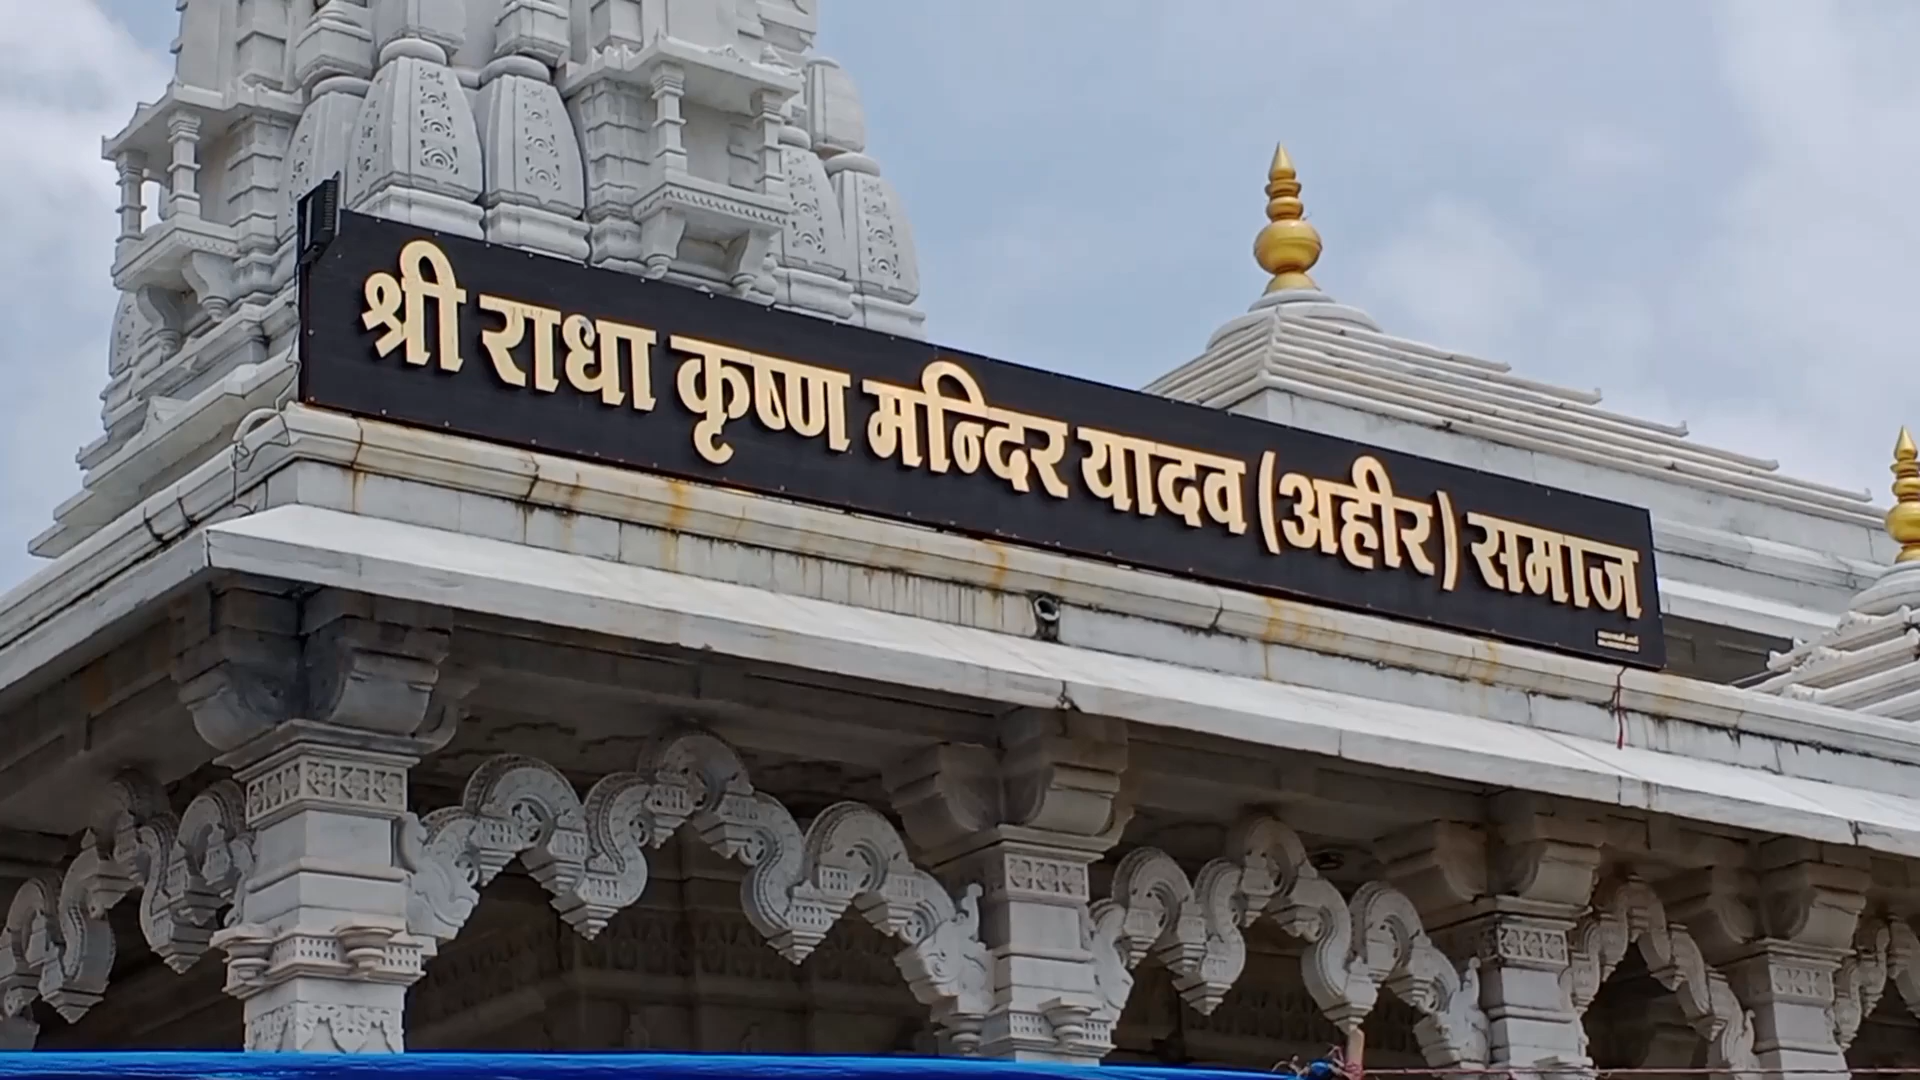 श्री राधा कृष्ण मन्दिर यादव (अहीर) समाज